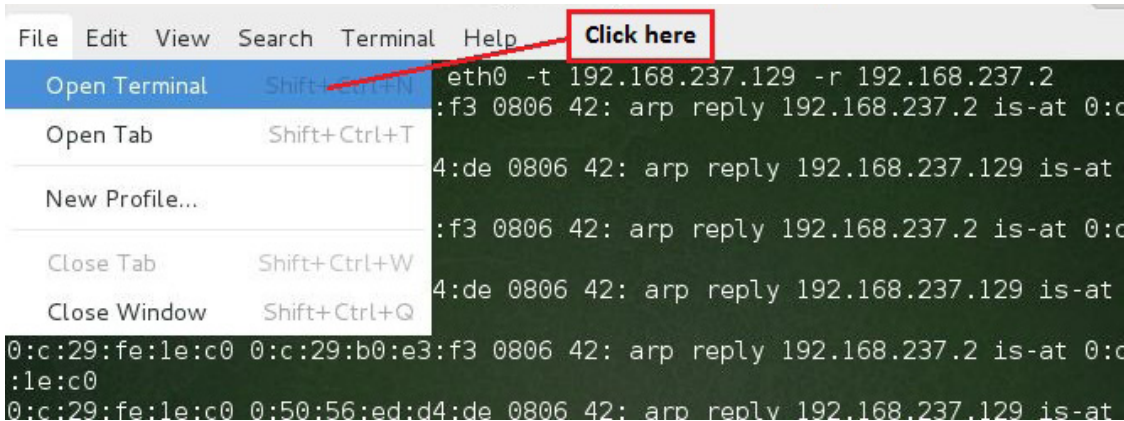 File Edit View Search Terminal Help Click here
Open Terminal Shift+Ctrl+N eth0 -t 192.168.237.129 -r 192.168.237.2
:f3 0806 42: arp reply 192.168.237.2 is-at 0:c
Open Tab Shift+Ctrl+T
4:de 0806 42: arp reply 192.168.237.129 is-at
New Profile...
:f3 0806 42: arp reply 192.168.237.2 is-at 0:c
Close Tab Shift+Ctrl+W
4:de 0806 42: arp reply 192.168.237.129 is-at
Close Window Shift+Ctrl+Q
0:c:29:fe:1e:c0 0:c:29:b0:e3:f3 0806 42: arp reply 192.168.237.2 is-at 0:c
:1e:c0
0:c:29:fe:1e:c0 0:50:56:ed:d4:de 0806 42: arp reply 192.168.237.129 is-at